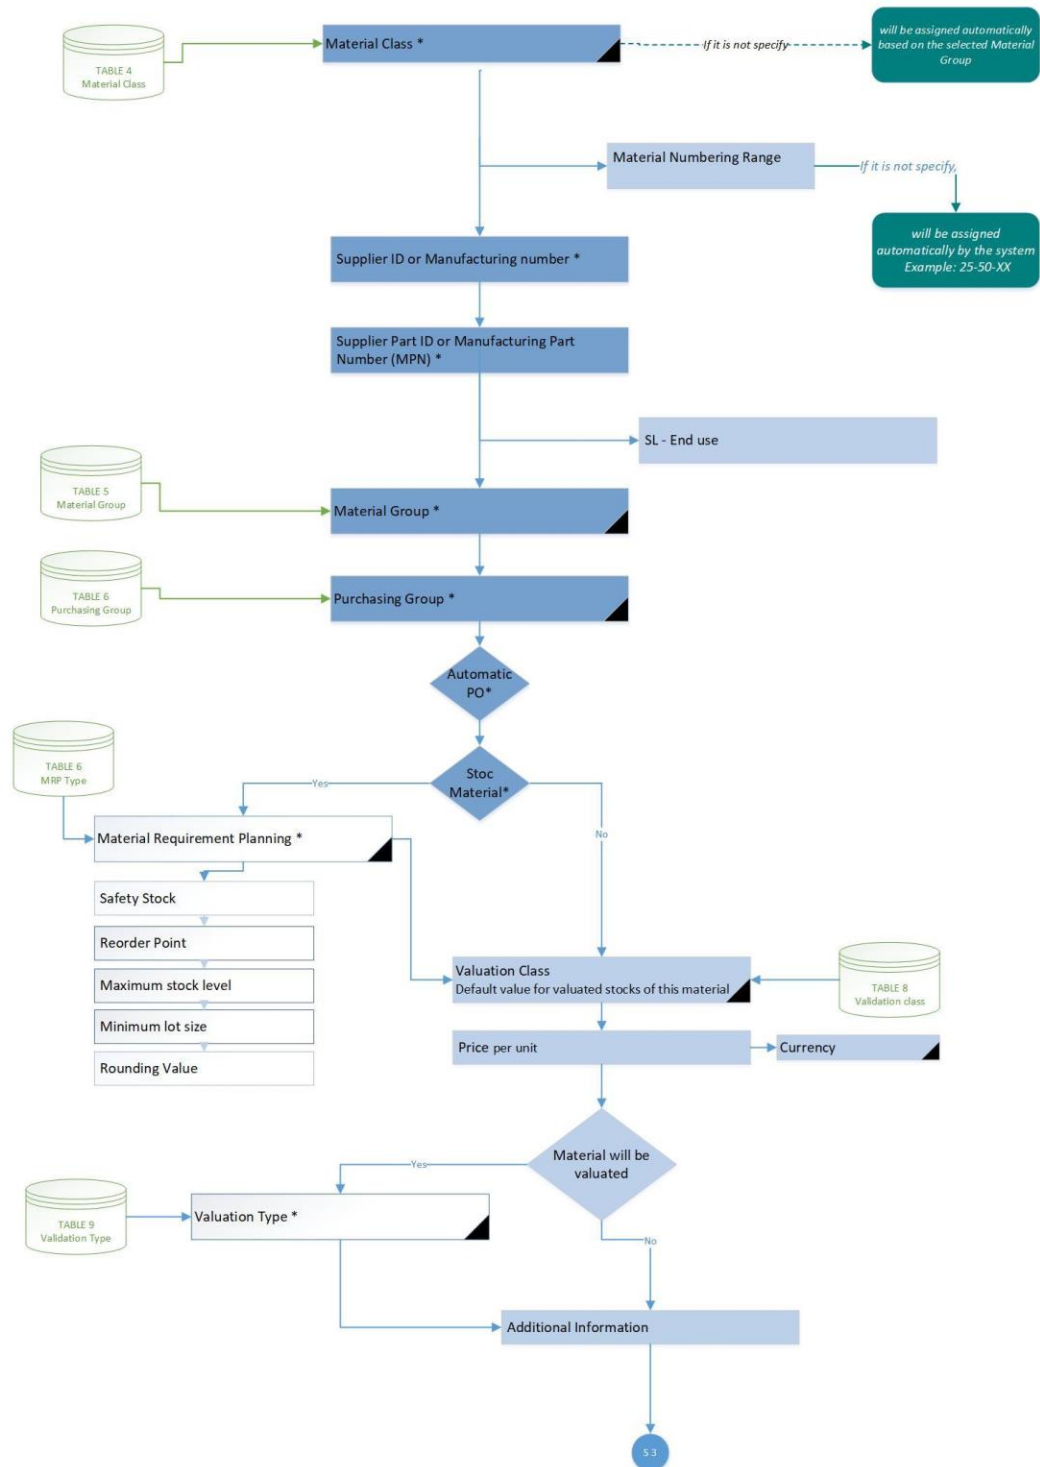 TABLE 4
Material Class
Material Class *
If it is not specify
will be assigned automatically
based on the selected Material
Group
Material Numbering Range
If it is not specify,
will be assigned
automatically by the system
Example: 25-50-XX
Supplier ID or Manufacturing number *
Supplier Part ID or Manufacturing Part
Number (MPN) *
SL - End use
TABLE 5
Material Group
Material Group *
TABLE 6
Purchasing Group
Purchasing Group *
Automatic
PO*
TABLE 6
MRP Type
Stoc
Material*
Yes
No
Material Requirement Planning *
Safety Stock
Reorder Point
Maximum stock level
Minimum lot size
Rounding Value
Valuation Class
Default value for valuated stocks of this material
TABLE 8
Validation class
Price per unit
Currency
Material will be
valuated
Yes
No
TABLE 9
Validation Type
Valuation Type *
Additional Information
S 3